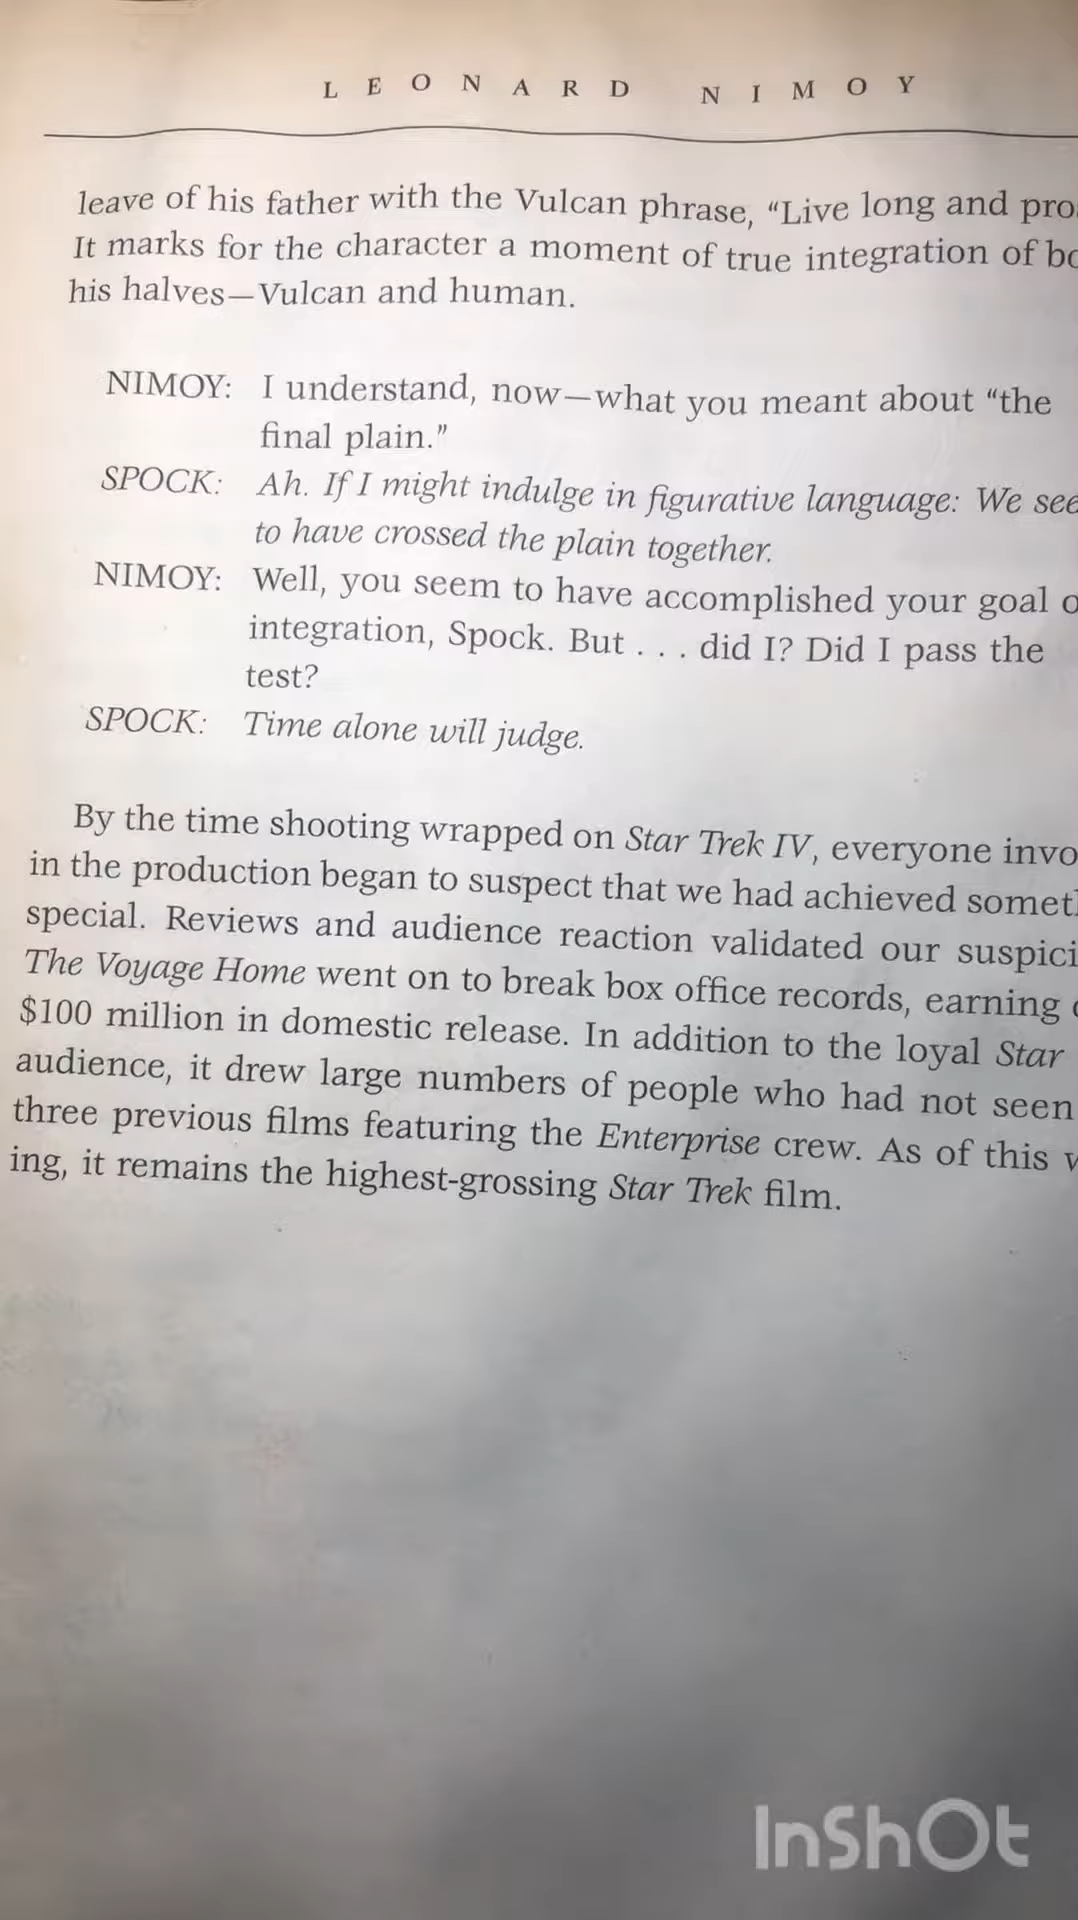 LEONARD NIMOY
leave of his father with the Vulcan phrase, “Live long and pro
It marks for the character a moment of true integration of bo
his halves—Vulcan and human.
NIMOY: I understand, now—what you meant about “the
final plain.”
SPOCK: Ah. If I might indulge in figurative language: We see
to have crossed the plain together.
NIMOY: Well, you seem to have accomplished your goal o
integration, Spock. But . . . did I? Did I pass the
test?
SPOCK: Time alone will judge.
By the time shooting wrapped on Star Trek IV, everyone invo
in the production began to suspect that we had achieved somet
special. Reviews and audience reaction validated our suspici
The Voyage Home went on to break box office records, earning
$100 million in domestic release. In addition to the loyal Star
audience, it drew large numbers of people who had not seen
three previous films featuring the Enterprise crew. As of this
ing, it remains the highest-grossing Star Trek film.
InShOt